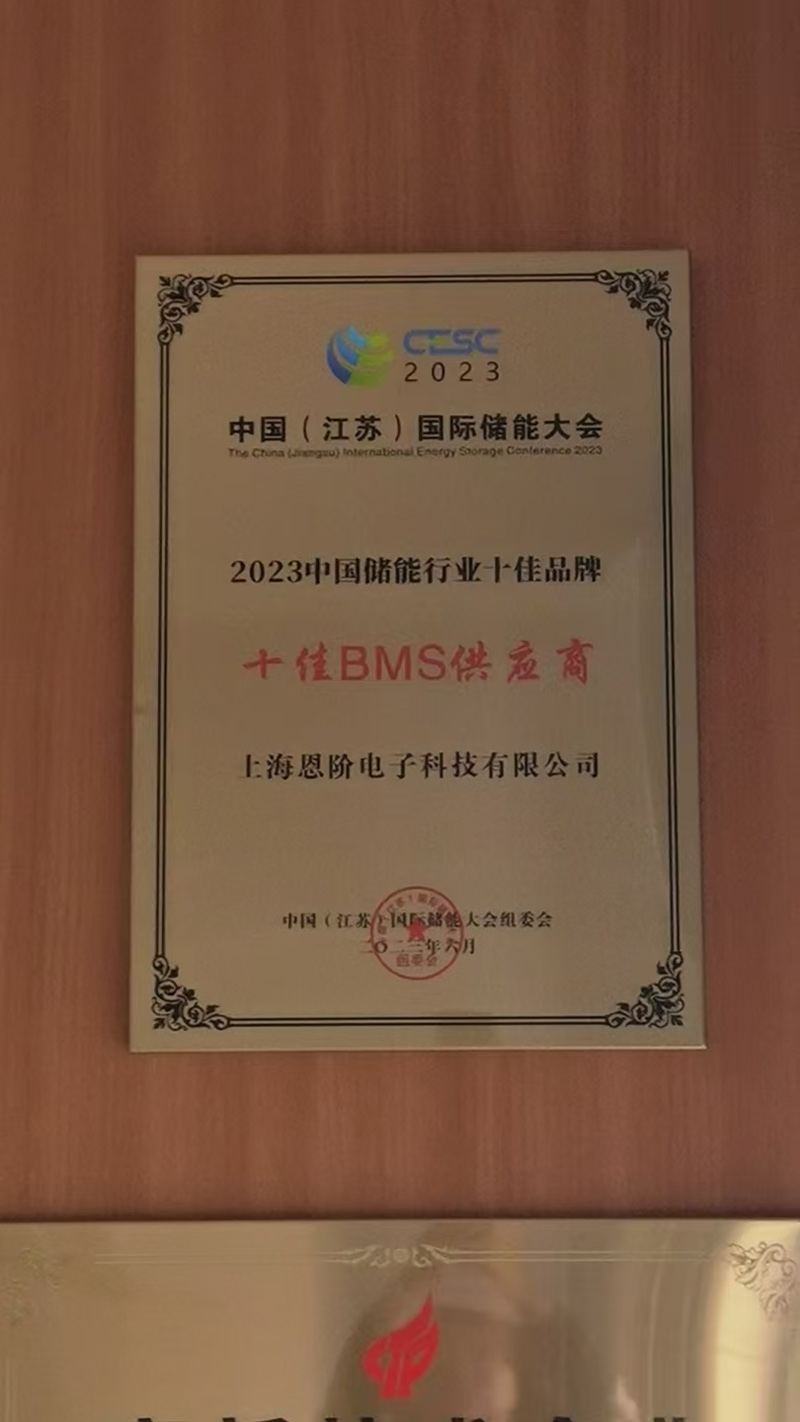 CESC
2023
中国（江苏）国际储能大会
The China (Jiangsu) International Energy Storage Conference 2023
2023中国储能行业十佳品牌
十佳BMS供应商
上海恩阶电子科技有限公司
中国（江苏）国际储能大会组委会
二〇二三年六月
组委会